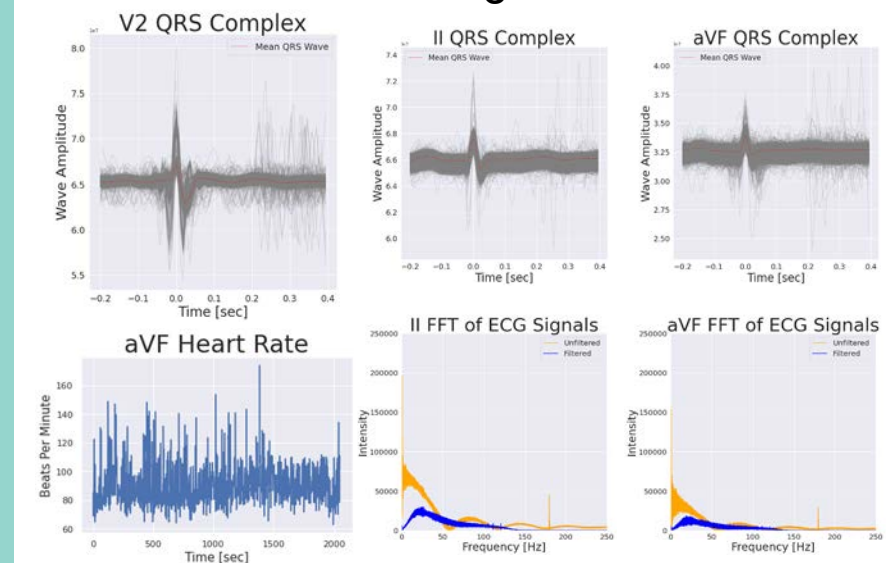 V2 QRS Complex
Mean QRS Wave
8.0
7.5
7.0
6.5
6.0
5.5
Wave Amplitude
−0.2 −0.1 0.0 0.1 0.2 0.3 0.4
Time [sec]
II QRS Complex
Mean QRS Wave
7.4
7.2
7.0
6.8
6.6
6.4
6.2
6.0
Wave Amplitude
−0.2 −0.1 0.0 0.1 0.2 0.3 0.4
Time [sec]
aVF QRS Complex
Mean QRS Wave
4.00
3.75
3.50
3.25
3.00
2.75
2.50
Wave Amplitude
−0.2 −0.1 0.0 0.1 0.2 0.3 0.4
Time [sec]
aVF Heart Rate
160
140
120
100
80
60
Beats Per Minute
0 500 1000 1500 2000
Time [sec]
II FFT of ECG Signals
Unfiltered
Filtered
250000
200000
150000
100000
50000
0
Intensity
0 50 100 150 200 250
Frequency [Hz]
aVF FFT of ECG Signals
Unfiltered
Filtered
250000
200000
150000
100000
50000
0
Intensity
0 50 100 150 200 250
Frequency [Hz]